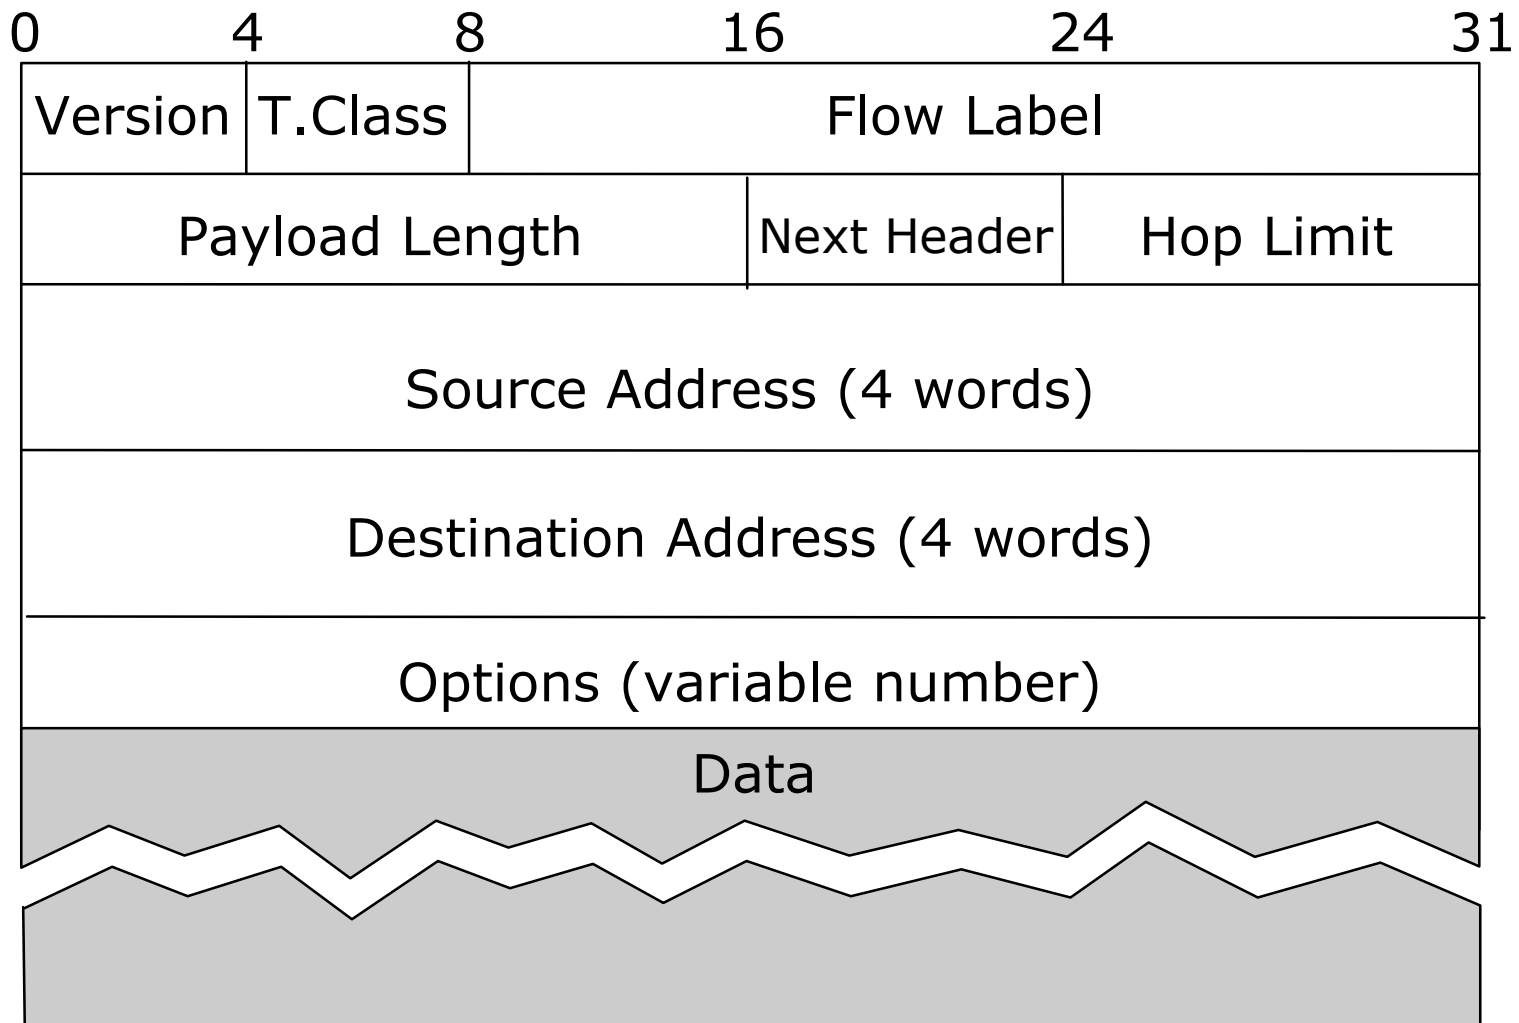 0 4 8 16 24 31
Version T.Class Flow Label
Payload Length Next Header Hop Limit
Source Address (4 words)
Destination Address (4 words)
Options (variable number)
Data